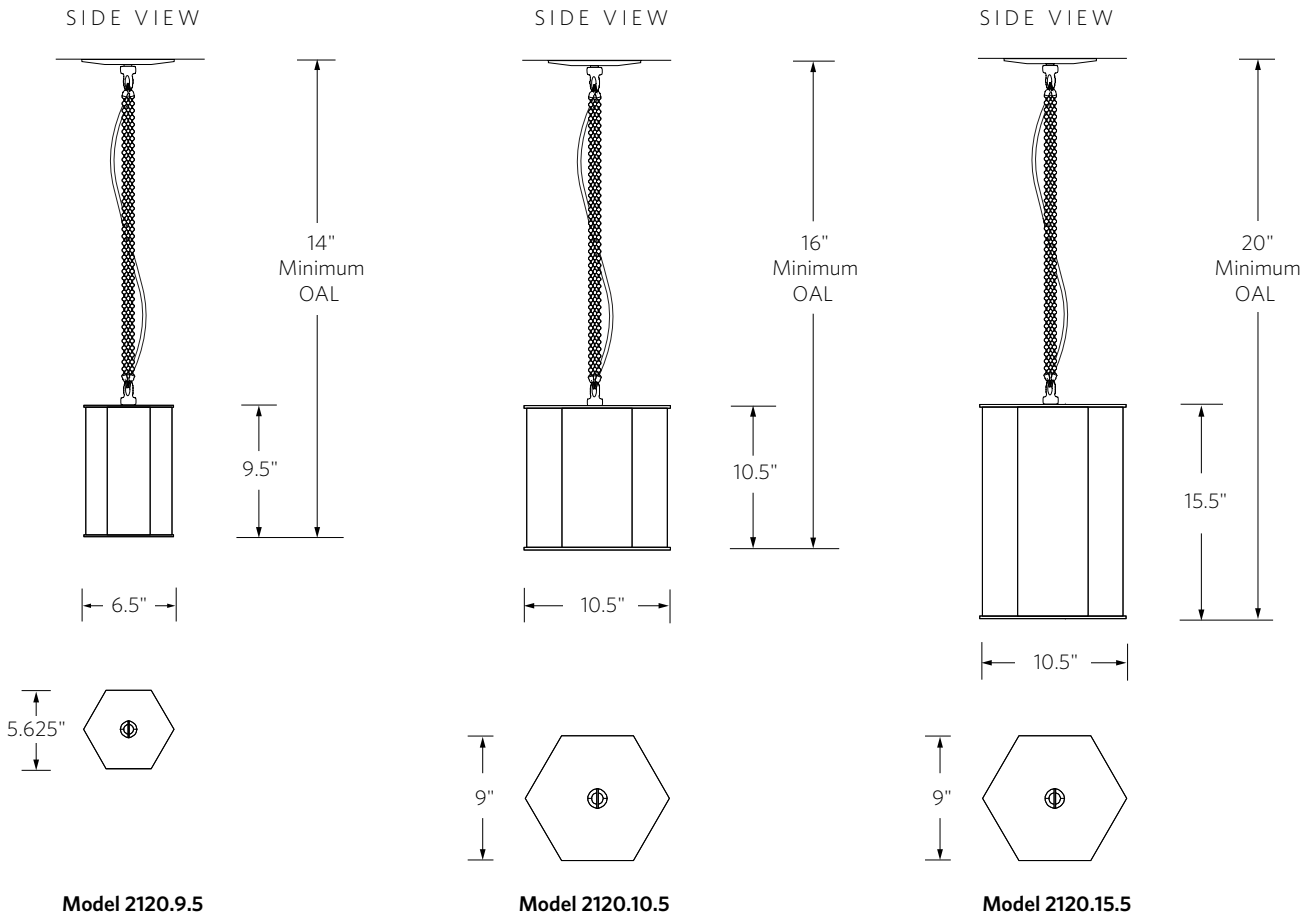 SIDE VIEW
SIDE VIEW
SIDE VIEW
14"
Minimum
OAL
16"
Minimum
OAL
20"
Minimum
OAL
9.5"
10.5"
15.5"
6.5"
10.5"
10.5"
5.625"
9"
9"
Model 2120.9.5
Model 2120.10.5
Model 2120.15.5